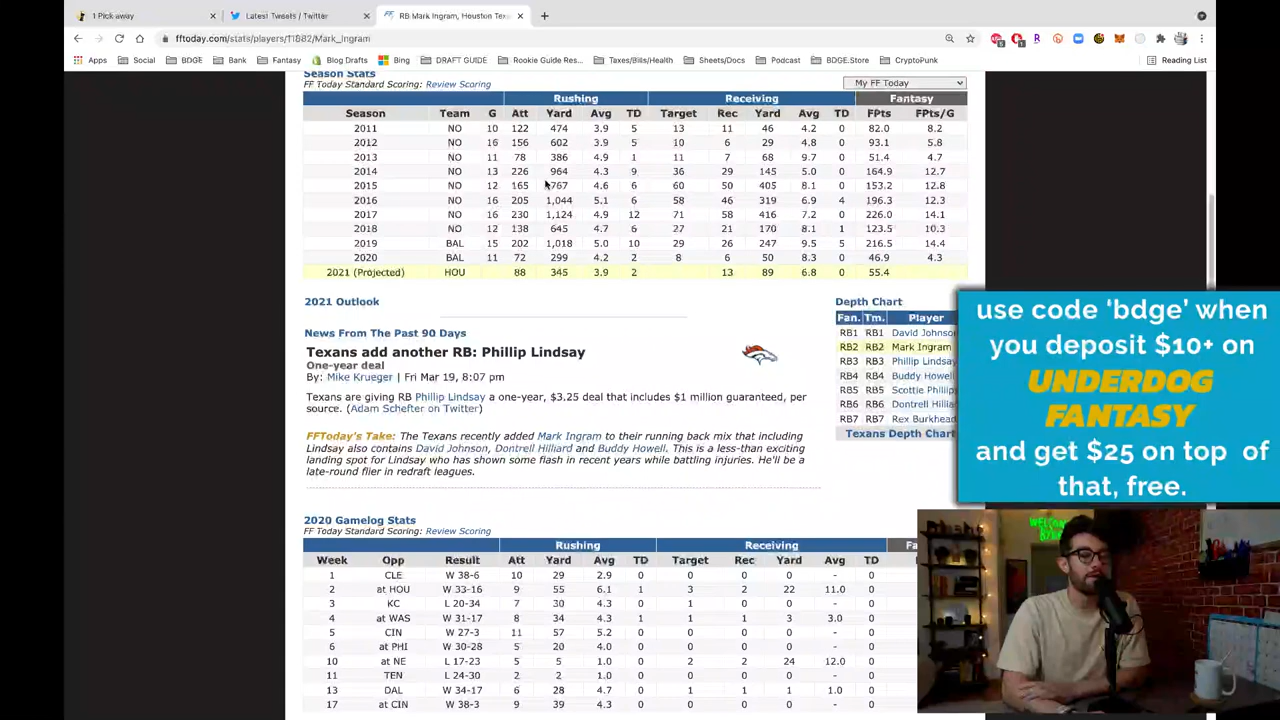 1 Pick away
Latest Tweets / Twitter
RB Mark Ingram, Houston Texa
fftoday.com/stats/players/11882/Mark_Ingram
Apps Social BDGE Bank Fantasy Blog Drafts Bing DRAFT GUIDE Rookie Guide Res... Taxes/Bills/Health Sheets/Docs Podcast BDGE.Store CryptoPunk Reading List
Season Stats
FF Today Standard Scoring: Review Scoring
My FF Today
Rushing Receiving Fantasy
Season Team G Att Yard Avg TD Target Rec Yard Avg TD FPts FPts/G
2011 NO 10 122 474 3.9 5 13 11 46 4.2 0 82.0 8.2
2012 NO 16 156 602 3.9 5 10 6 29 4.8 0 93.1 5.8
2013 NO 11 78 386 4.9 1 11 7 68 9.7 0 51.4 4.7
2014 NO 13 226 964 4.3 9 36 29 145 5.0 0 164.9 12.7
2015 NO 12 165 767 4.6 6 60 50 405 8.1 0 153.2 12.8
2016 NO 16 205 1,044 5.1 6 58 46 319 6.9 4 196.3 12.3
2017 NO 16 230 1,124 4.9 12 71 58 416 7.2 0 226.0 14.1
2018 NO 12 138 645 4.7 6 27 21 170 8.1 1 123.5 10.3
2019 BAL 15 202 1,018 5.0 10 29 26 247 9.5 5 216.5 14.4
2020 BAL 11 72 299 4.2 2 8 6 50 8.3 0 46.9 4.3
2021 (Projected) HOU 88 345 3.9 2 13 89 6.8 0 55.4
2021 Outlook
News From The Past 90 Days
Texans add another RB: Phillip Lindsay
One-year deal
By: Mike Krueger | Fri Mar 19, 8:07 pm
Texans are giving RB Phillip Lindsay a one-year, $3.25 deal that includes $1 million guaranteed, per
source. (Adam Schefter on Twitter)
FFToday's Take: The Texans recently added Mark Ingram to their running back mix that including
Lindsay also contains David Johnson, Dontrell Hilliard and Buddy Howell. This is a less-than exciting
landing spot for Lindsay who has shown some flash in recent years while battling injuries. He'll be a
late-round flier in redraft leagues.
Depth Chart
Fan. Tm. Player
RB1 RB1 David Johnson
RB2 RB2 Mark Ingram
RB3 RB3 Phillip Lindsay
RB4 RB4 Buddy Howell
RB5 RB5 Scottie Phillip
RB6 RB6 Dontrell Hillia
RB7 RB7 Rex Burkhead
Texans Depth Chart
use code 'bdge' when
you deposit $10+ on
UNDERDOG
FANTASY
and get $25 on top of
that, free.
2020 Gamelog Stats
FF Today Standard Scoring: Review Scoring
Rushing Receiving Fa
Week Opp Result Att Yard Avg TD Target Rec Yard Avg TD
1 CLE W 38-6 10 29 2.9 0 0 0 0 - 0
2 at HOU W 33-16 9 55 6.1 1 3 2 22 11.0 0
3 KC L 20-34 7 30 4.3 0 1 0 0 - 0
4 at WAS W 31-17 8 34 4.3 1 1 1 3 3.0 0
5 CIN W 27-3 11 57 5.2 0 0 0 0 - 0
6 at PHI W 30-28 5 20 4.0 0 0 0 0 - 0
10 at NE L 17-23 5 5 1.0 0 2 2 24 12.0 0
11 TEN L 24-30 2 2 1.0 0 0 0 0 - 0
13 DAL W 34-17 6 28 4.7 0 1 1 1 1.0 0
17 at CIN W 38-3 9 39 4.3 0 0 0 0 - 0